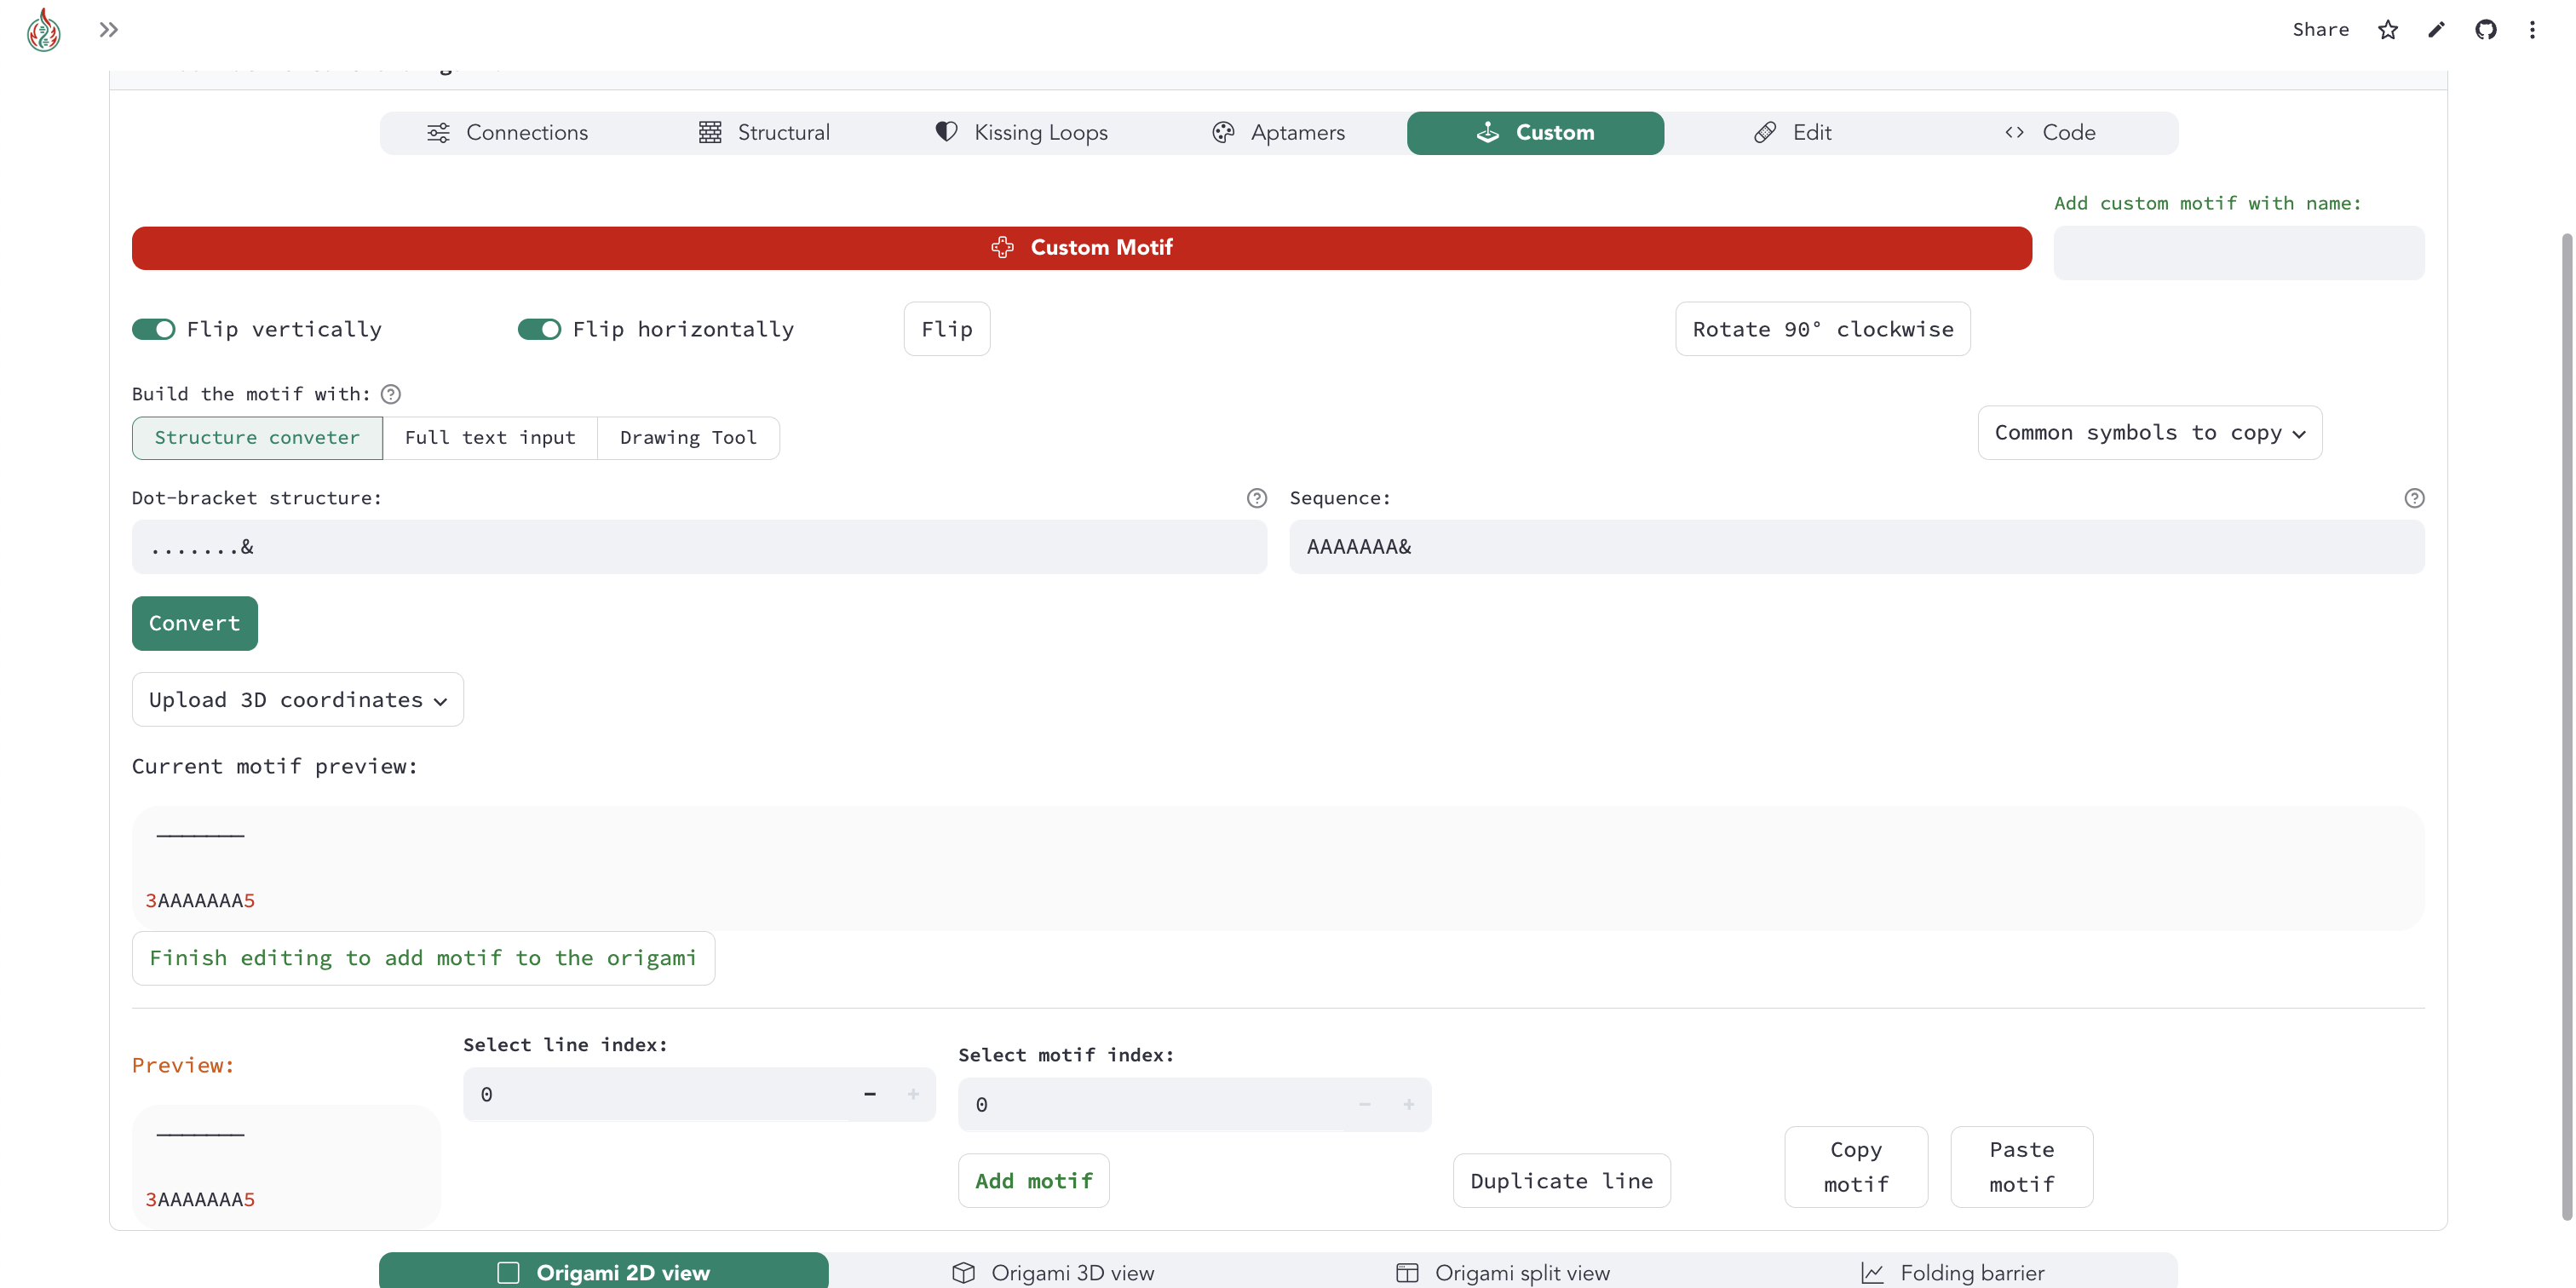 Share
Connections
Structural
Kissing Loops
Aptamers
Custom
Edit
Code
Add custom motif with name:
Custom Motif
Flip vertically
Flip horizontally
Flip
Rotate 90° clockwise
Build the motif with:
Structure conveter
Full text input
Drawing Tool
Common symbols to copy
Dot-bracket structure:
Sequence:
.......&
AAAAAAA&
Convert
Upload 3D coordinates
Current motif preview:
───────
3AAAAAAA5
Finish editing to add motif to the origami
Preview:
Select line index:
Select motif index:
0
0
───────
3AAAAAAA5
Add motif
Duplicate line
Copy motif
Paste motif
Origami 2D view
Origami 3D view
Origami split view
Folding barrier